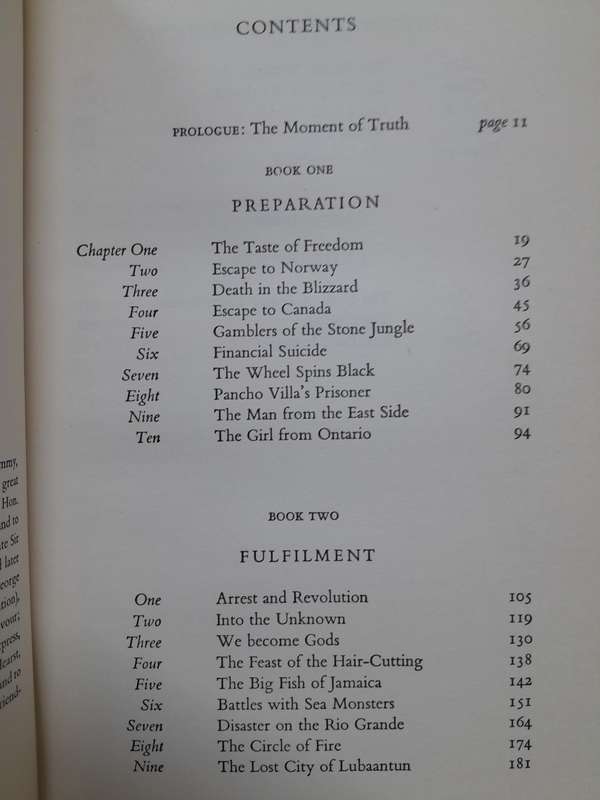 CONTENTS
PROLOGUE: The Moment of Truth page 11
BOOK ONE
PREPARATION
Chapter One The Taste of Freedom 19
Two Escape to Norway 27
Three Death in the Blizzard 36
Four Escape to Canada 45
Five Gamblers of the Stone Jungle 56
Six Financial Suicide 69
Seven The Wheel Spins Black 74
Eight Pancho Villa's Prisoner 80
Nine The Man from the East Side 91
Ten The Girl from Ontario 94
BOOK TWO
FULFILMENT
One Arrest and Revolution 105
Two Into the Unknown 119
Three We become Gods 130
Four The Feast of the Hair-Cutting 138
Five The Big Fish of Jamaica 142
Six Battles with Sea Monsters 151
Seven Disaster on the Rio Grande 164
Eight The Circle of Fire 174
Nine The Lost City of Lubaantun 181
great
Hon.
Sir
later